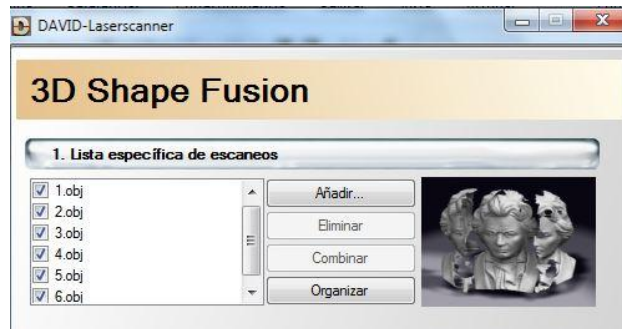 DAVID-Laserscanner
3D Shape Fusion
1. Lista específica de escaneos
1.obj
2.obj
3.obj
4.obj
5.obj
6.obj
Añadir...
Eliminar
Combinar
Organizar